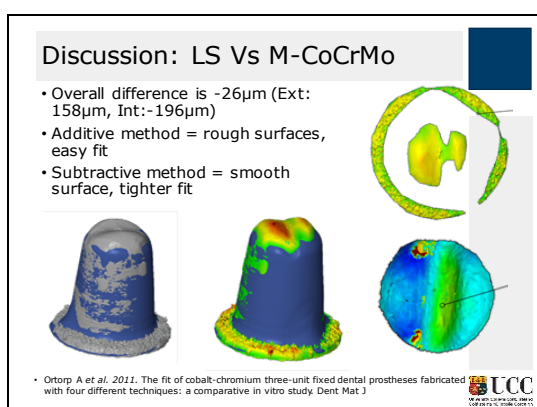 Discussion: LS Vs M-CoCrMo
• Overall difference is -26µm (Ext:
158µm, Int:-196µm)
• Additive method = rough surfaces,
easy fit
• Subtractive method = smooth
surface, tighter fit
• Ortorp A et al. 2011. The fit of cobalt-chromium three-unit fixed dental prostheses fabricated
with four different techniques: a comparative in vitro study. Dent Mat J
UCC